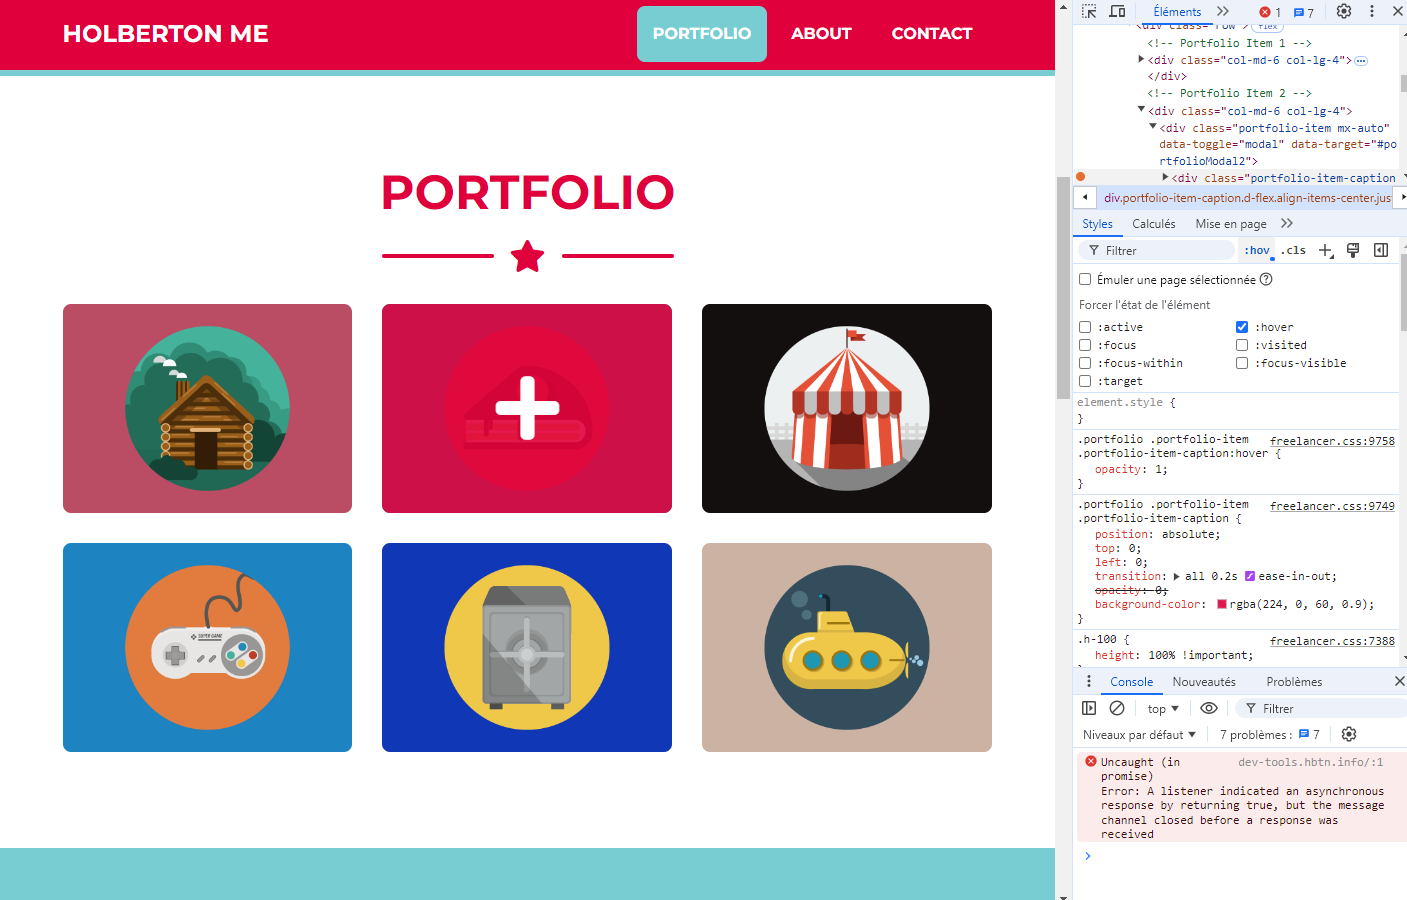 HOLBERTON ME
PORTFOLIO ABOUT CONTACT
PORTFOLIO
SUPER GAME
Éléments 1 7
<!-- Portfolio Item 1 -->
<div class="col-md-6 col-lg-4">
</div>
<!-- Portfolio Item 2 -->
<div class="col-md-6 col-lg-4">
<div class="portfolio-item mx-auto"
data-toggle="modal" data-target="#po
rtfolioModal2">
<div class="portfolio-item-caption
div.portfolio-item-caption.d-flex.align-items-center.jus
Styles Calculés Mise en page
Filtrer :hov .cls
Émuler une page sélectionnée
Forcer l'état de l'élément
:active :hover
:focus :visited
:focus-within :focus-visible
:target
element.style {
}
.portfolio .portfolio-item freelancer.css:9758
.portfolio-item-caption:hover {
opacity: 1;
}
.portfolio .portfolio-item freelancer.css:9749
.portfolio-item-caption {
position: absolute;
top: 0;
left: 0;
transition: all 0.2s ease-in-out;
opacity: 0;
background-color: rgba(224, 0, 60, 0.9);
}
.h-100 { freelancer.css:7388
height: 100% !important;
Console Nouveautés Problèmes
top Filtrer
Niveaux par défaut 7 problèmes : 7
Uncaught (in dev-tools.hbtn.info/:1
promise)
Error: A listener indicated an asynchronous
response by returning true, but the message
channel closed before a response was
received